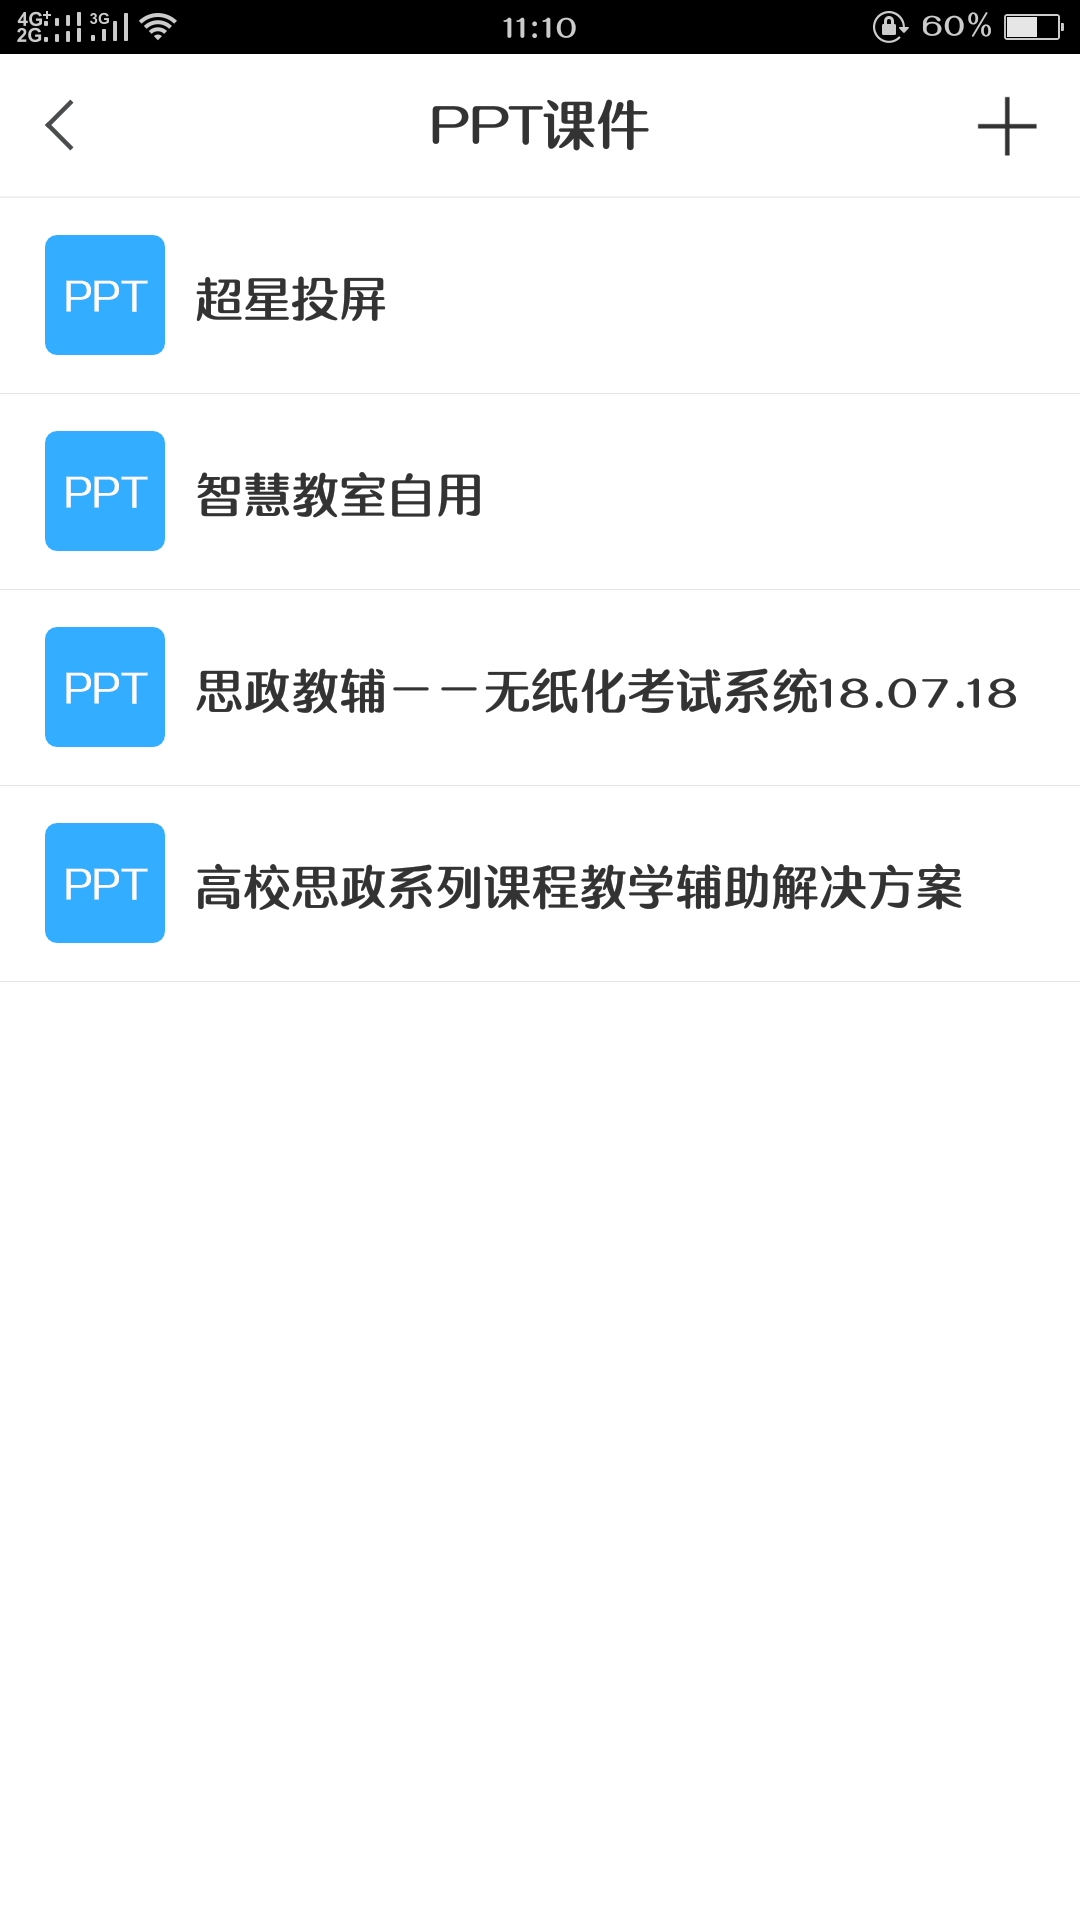 4G+ 2G 3G 11:10 60%
PPT课件
PPT 超星投屏
PPT 智慧教室自用
PPT 思政教辅——无纸化考试系统18.07.18
PPT 高校思政系列课程教学辅助解决方案